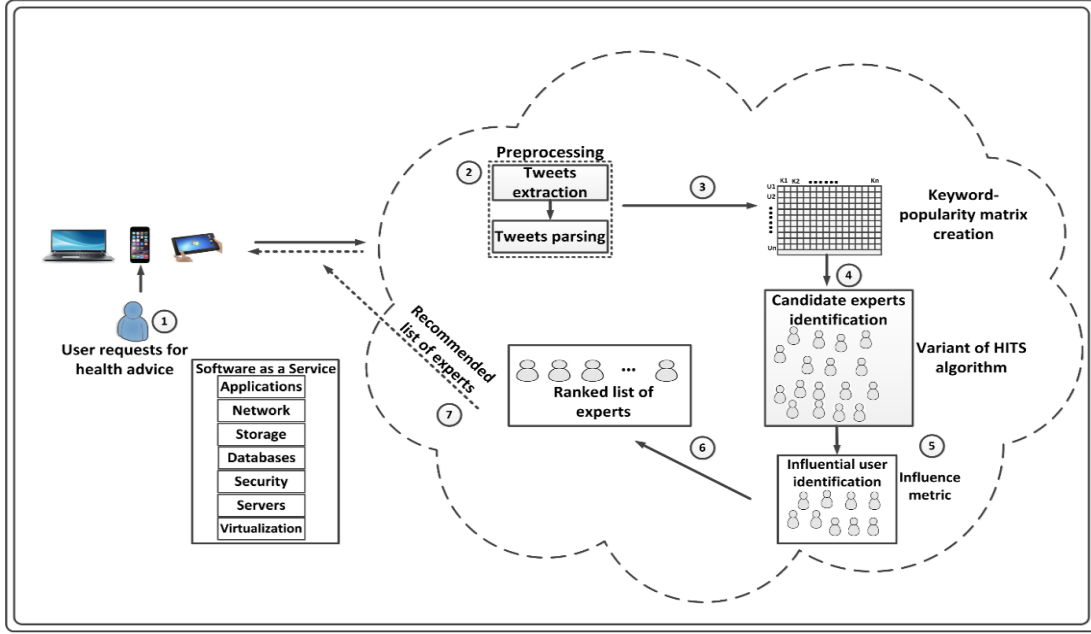 Preprocessing
2
Tweets
extraction
Tweets parsing
3
K1 K2 Kn
U1
U2
Un
Keyword-
popularity matrix
creation
4
Candidate experts
identification
Variant of HITS
algorithm
5
Influential user
identification
Influence
metric
6
Ranked list of
experts
...
Recommended
list of experts
7
1
User requests for
health advice
Software as a Service
Applications
Network
Storage
Databases
Security
Servers
Virtualization